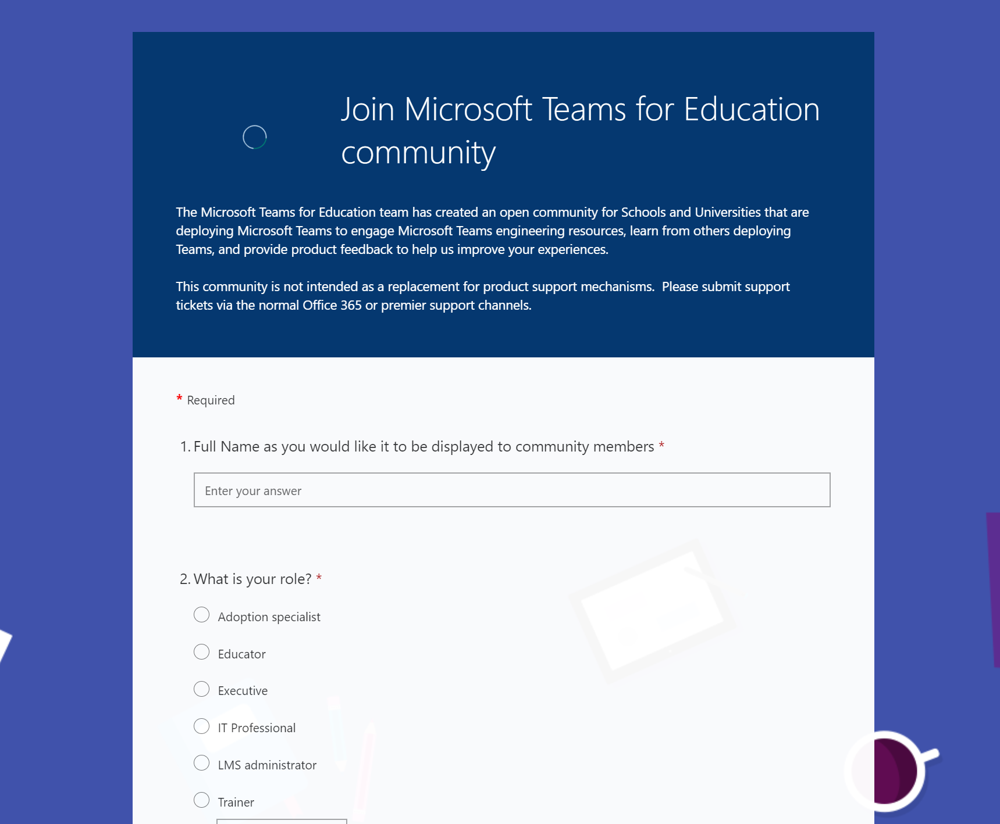 Join Microsoft Teams for Education
community
The Microsoft Teams for Education team has created an open community for Schools and Universities that are
deploying Microsoft Teams to engage Microsoft Teams engineering resources, learn from others deploying
Teams, and provide product feedback to help us improve your experiences.
This community is not intended as a replacement for product support mechanisms.  Please submit support
tickets via the normal Office 365 or premier support channels.
* Required
1. Full Name as you would like it to be displayed to community members *
Enter your answer
2. What is your role? *
Adoption specialist
Educator
Executive
IT Professional
LMS administrator
Trainer